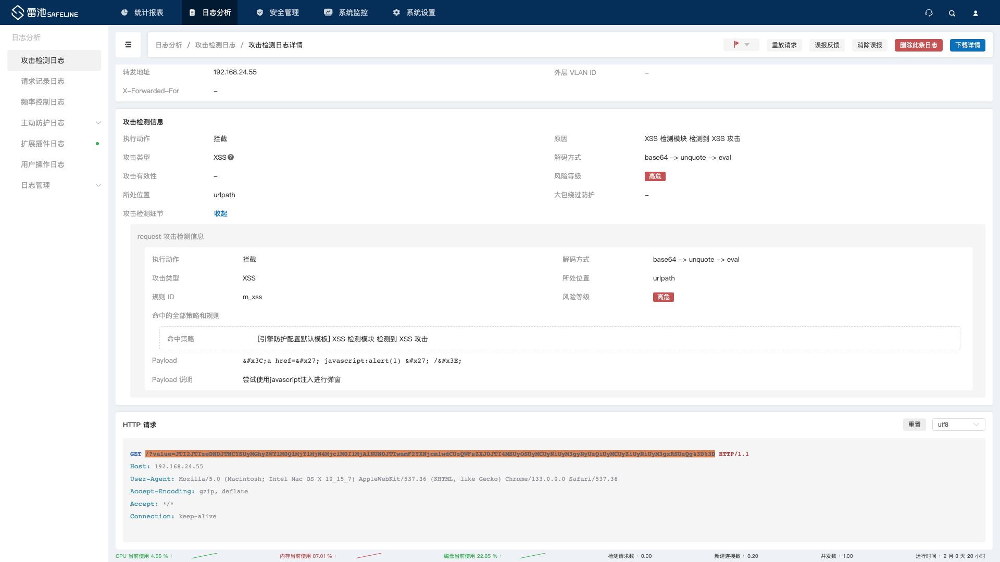 雷池 SAFELINE
统计报表
日志分析
安全管理
系统监控
系统设置
日志分析
攻击检测日志
请求记录日志
频率控制日志
主动防护日志
扩展插件日志
用户操作日志
日志管理
日志分析 / 攻击检测日志 / 攻击检测日志详情
重放请求
误报反馈
消除误报
删除此条日志
下载详情
转发地址 192.168.24.55
外层 VLAN ID –
X-Forwarded-For –
攻击检测信息
执行动作 拦截
原因 XSS 检测模块 检测到 XSS 攻击
攻击类型 XSS
解码方式 base64 -> unquote -> eval
攻击有效性 –
风险等级 高危
所处位置 urlpath
大包绕过防护 –
攻击检测细节 收起
request 攻击检测信息
执行动作 拦截
解码方式 base64 -> unquote -> eval
攻击类型 XSS
所处位置 urlpath
规则 ID m_xss
风险等级 高危
命中的全部策略和规则
命中策略 [引擎防护配置默认模板] XSS 检测模块 检测到 XSS 攻击
Payload &#x3C;a href=&#x27; javascript:alert(1) &#x27; /&#x3E;
Payload 说明 尝试使用javascript注入进行弹窗
HTTP 请求
重置
utf8
GET HTTP/1.1
Host: 192.168.24.55
User-Agent: Mozilla/5.0 (Macintosh; Intel Mac OS X 10_15_7) AppleWebKit/537.36 (KHTML, like Gecko) Chrome/133.0.0.0 Safari/537.36
Accept-Encoding: gzip, deflate
Accept: */*
Connection: keep-alive
CPU 当前使用 4.56 % :
内存当前使用 87.01 % :
磁盘当前使用 22.85 % :
检测请求数 : 0.00
新建连接数 : 0.20
并发数 : 1.00
运行时间 : 2 月 3 天 20 小时